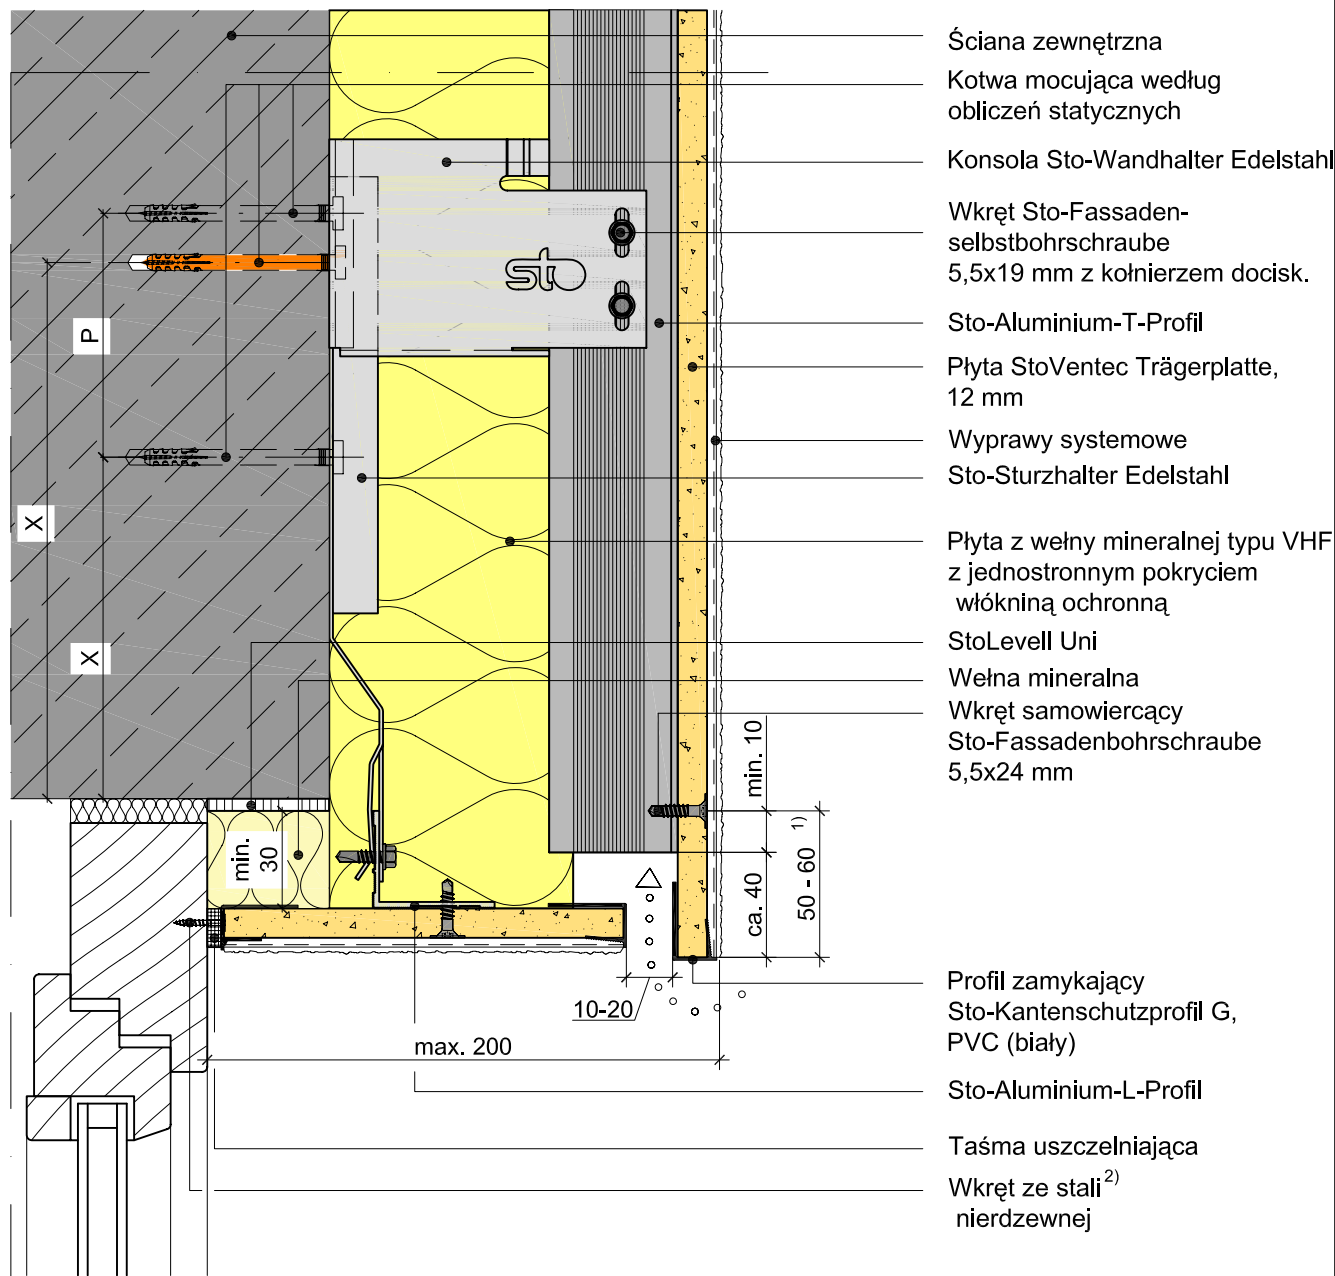 Ściana zewnętrzna
Kotwa mocująca według
obliczeń statycznych
Konsola Sto-Wandhalter Edelstahl
Wkręt Sto-Fassaden-
selbstbohrschraube
5,5x19 mm z kołnierzem docisk.
Sto-Aluminium-T-Profil
Płyta StoVentec Trägerplatte,
12 mm
Wyprawy systemowe
Sto-Sturzhalter Edelstahl
Płyta z wełny mineralnej typu VHF
z jednostronnym pokryciem
włókniną ochronną
StoLevell Uni
Wełna mineralna
Wkręt samowiercący
Sto-Fassadenbohrschraube
5,5x24 mm
Profil zamykający
Sto-Kantenschutzprofil G,
PVC (biały)
Sto-Aluminium-L-Profil
Taśma uszczelniająca
Wkręt ze stali 2)
nierdzewnej
sto
P
X
X
min.
30
min. 10
ca. 40
50 - 60 1)
10-20
max. 200